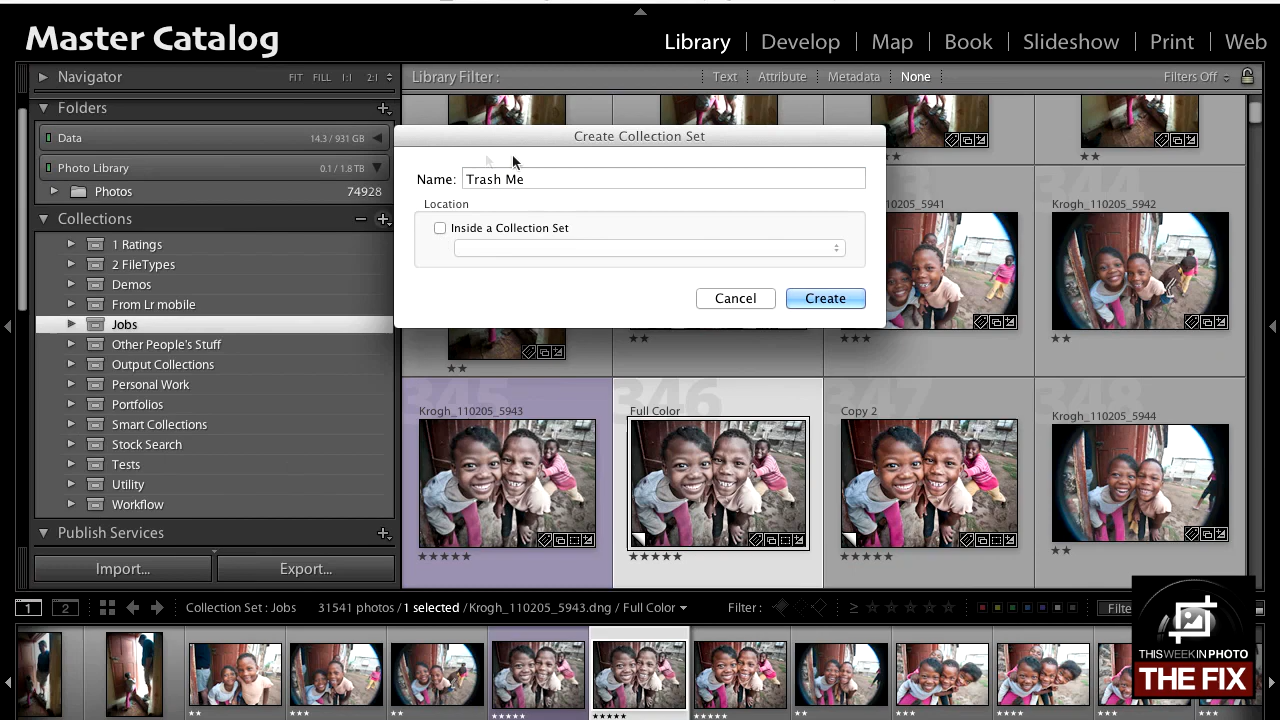 Master Catalog
Library | Develop | Map | Book | Slideshow | Print | Web
Navigator FIT FILL 1:1 2:1
Library Filter : Text Attribute Metadata None Filters Off
Folders
Data 14.3 / 931 GB
Photo Library 0.1 / 1.8 TB
Photos 74928
Collections
1 Ratings
2 FileTypes
Demos
From Lr mobile
Jobs
Other People's Stuff
Output Collections
Personal Work
Portfolios
Smart Collections
Stock Search
Tests
Utility
Workflow
Publish Services
Import... Export...
Create Collection Set
Name: Trash Me
Location
Inside a Collection Set
Cancel Create
344
Krogh_110205_5942
345 346 347 348
Krogh_110205_5943 Full Color Copy 2 Krogh_110205_5944
1 2 Collection Set : Jobs 31541 photos / 1 selected / Krogh_110205_5943.dng / Full Color Filter :
THIS WEEK IN PHOTO
THE FIX